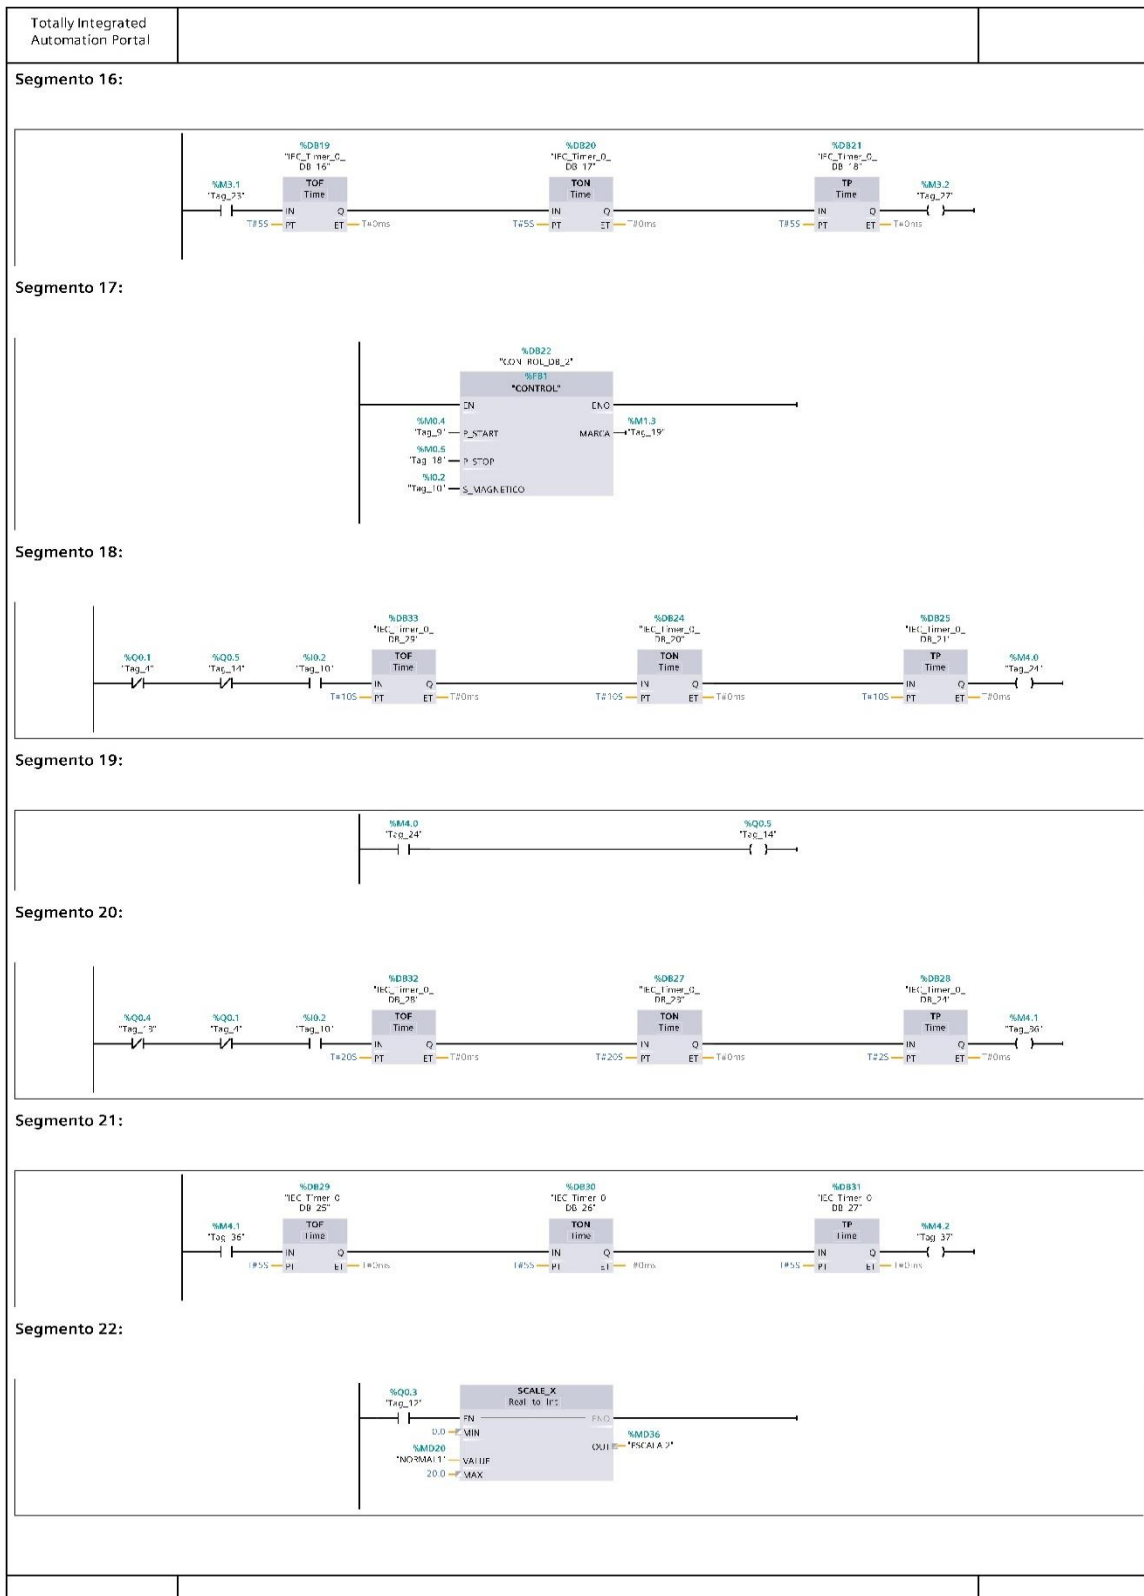 Totally Integrated
Automation Portal
Segmento 16:
%DB19
"IEC_Timer_0_
DB_16"
%DB20
"IEC_Timer_0_
DB_17"
%DB21
"IEC_Timer_0_
DB_18"
%M3.1
"Tag_23"
TOF
Time
TON
Time
TP
Time
%M3.2
"Tag_27"
IN Q
IN Q
IN Q
T#5S PT ET T#0ms
T#5S PT ET T#0ms
T#5S PT ET T#0ms
Segmento 17:
%DB22
"CONTROL_DB_2"
%FB1
"CONTROL"
EN ENO
%M0.4
"Tag_9" P_START
%M1.3
MARCA "Tag_19"
%M0.5
"Tag_18" P_STOP
%I0.2
"Tag_10" S_MAGNETICO
Segmento 18:
%DB33
"IEC_Timer_0_
DB_29"
%DB24
"IEC_Timer_0_
DB_20"
%DB25
"IEC_Timer_0_
DB_21"
%Q0.1
"Tag_4"
%Q0.5
"Tag_14"
%I0.2
"Tag_10"
TOF
Time
TON
Time
TP
Time
%M4.0
"Tag_24"
IN Q
IN Q
IN Q
T#10S PT ET T#0ms
T#10S PT ET T#0ms
T#10S PT ET T#0ms
Segmento 19:
%M4.0
"Tag_24"
%Q0.5
"Tag_14"
Segmento 20:
%DB32
"IEC_Timer_0_
DB_28"
%DB27
"IEC_Timer_0_
DB_23"
%DB28
"IEC_Timer_0_
DB_24"
%Q0.4
%Q0.1
"Tag_4"
%I0.2
"Tag_10"
TOF
Time
TON
Time
TP
Time
%M4.1
"Tag_36"
IN Q
IN Q
IN Q
T#20S PT ET T#0ms
T#20S PT ET T#0ms
T#2S PT ET T#0ms
Segmento 21:
%DB29
"IEC_Timer_0_
DB_25"
%DB30
"IEC_Timer_0_
DB_26"
%DB31
"IEC_Timer_0_
DB_27"
%M4.1
"Tag_36"
TOF
Time
TON
Time
TP
Time
%M4.2
"Tag_37"
IN Q
IN Q
IN Q
T#5S PT ET T#0ms
T#5S PT ET T#0ms
T#5S PT ET T#0ms
Segmento 22:
%Q0.3
"Tag_12"
SCALE_X
Real to Int
EN ENO
0.0 MIN
%MD36
OUT "ESCALA 2"
%MD20
"NORMAL1" VALUE
20.0 MAX